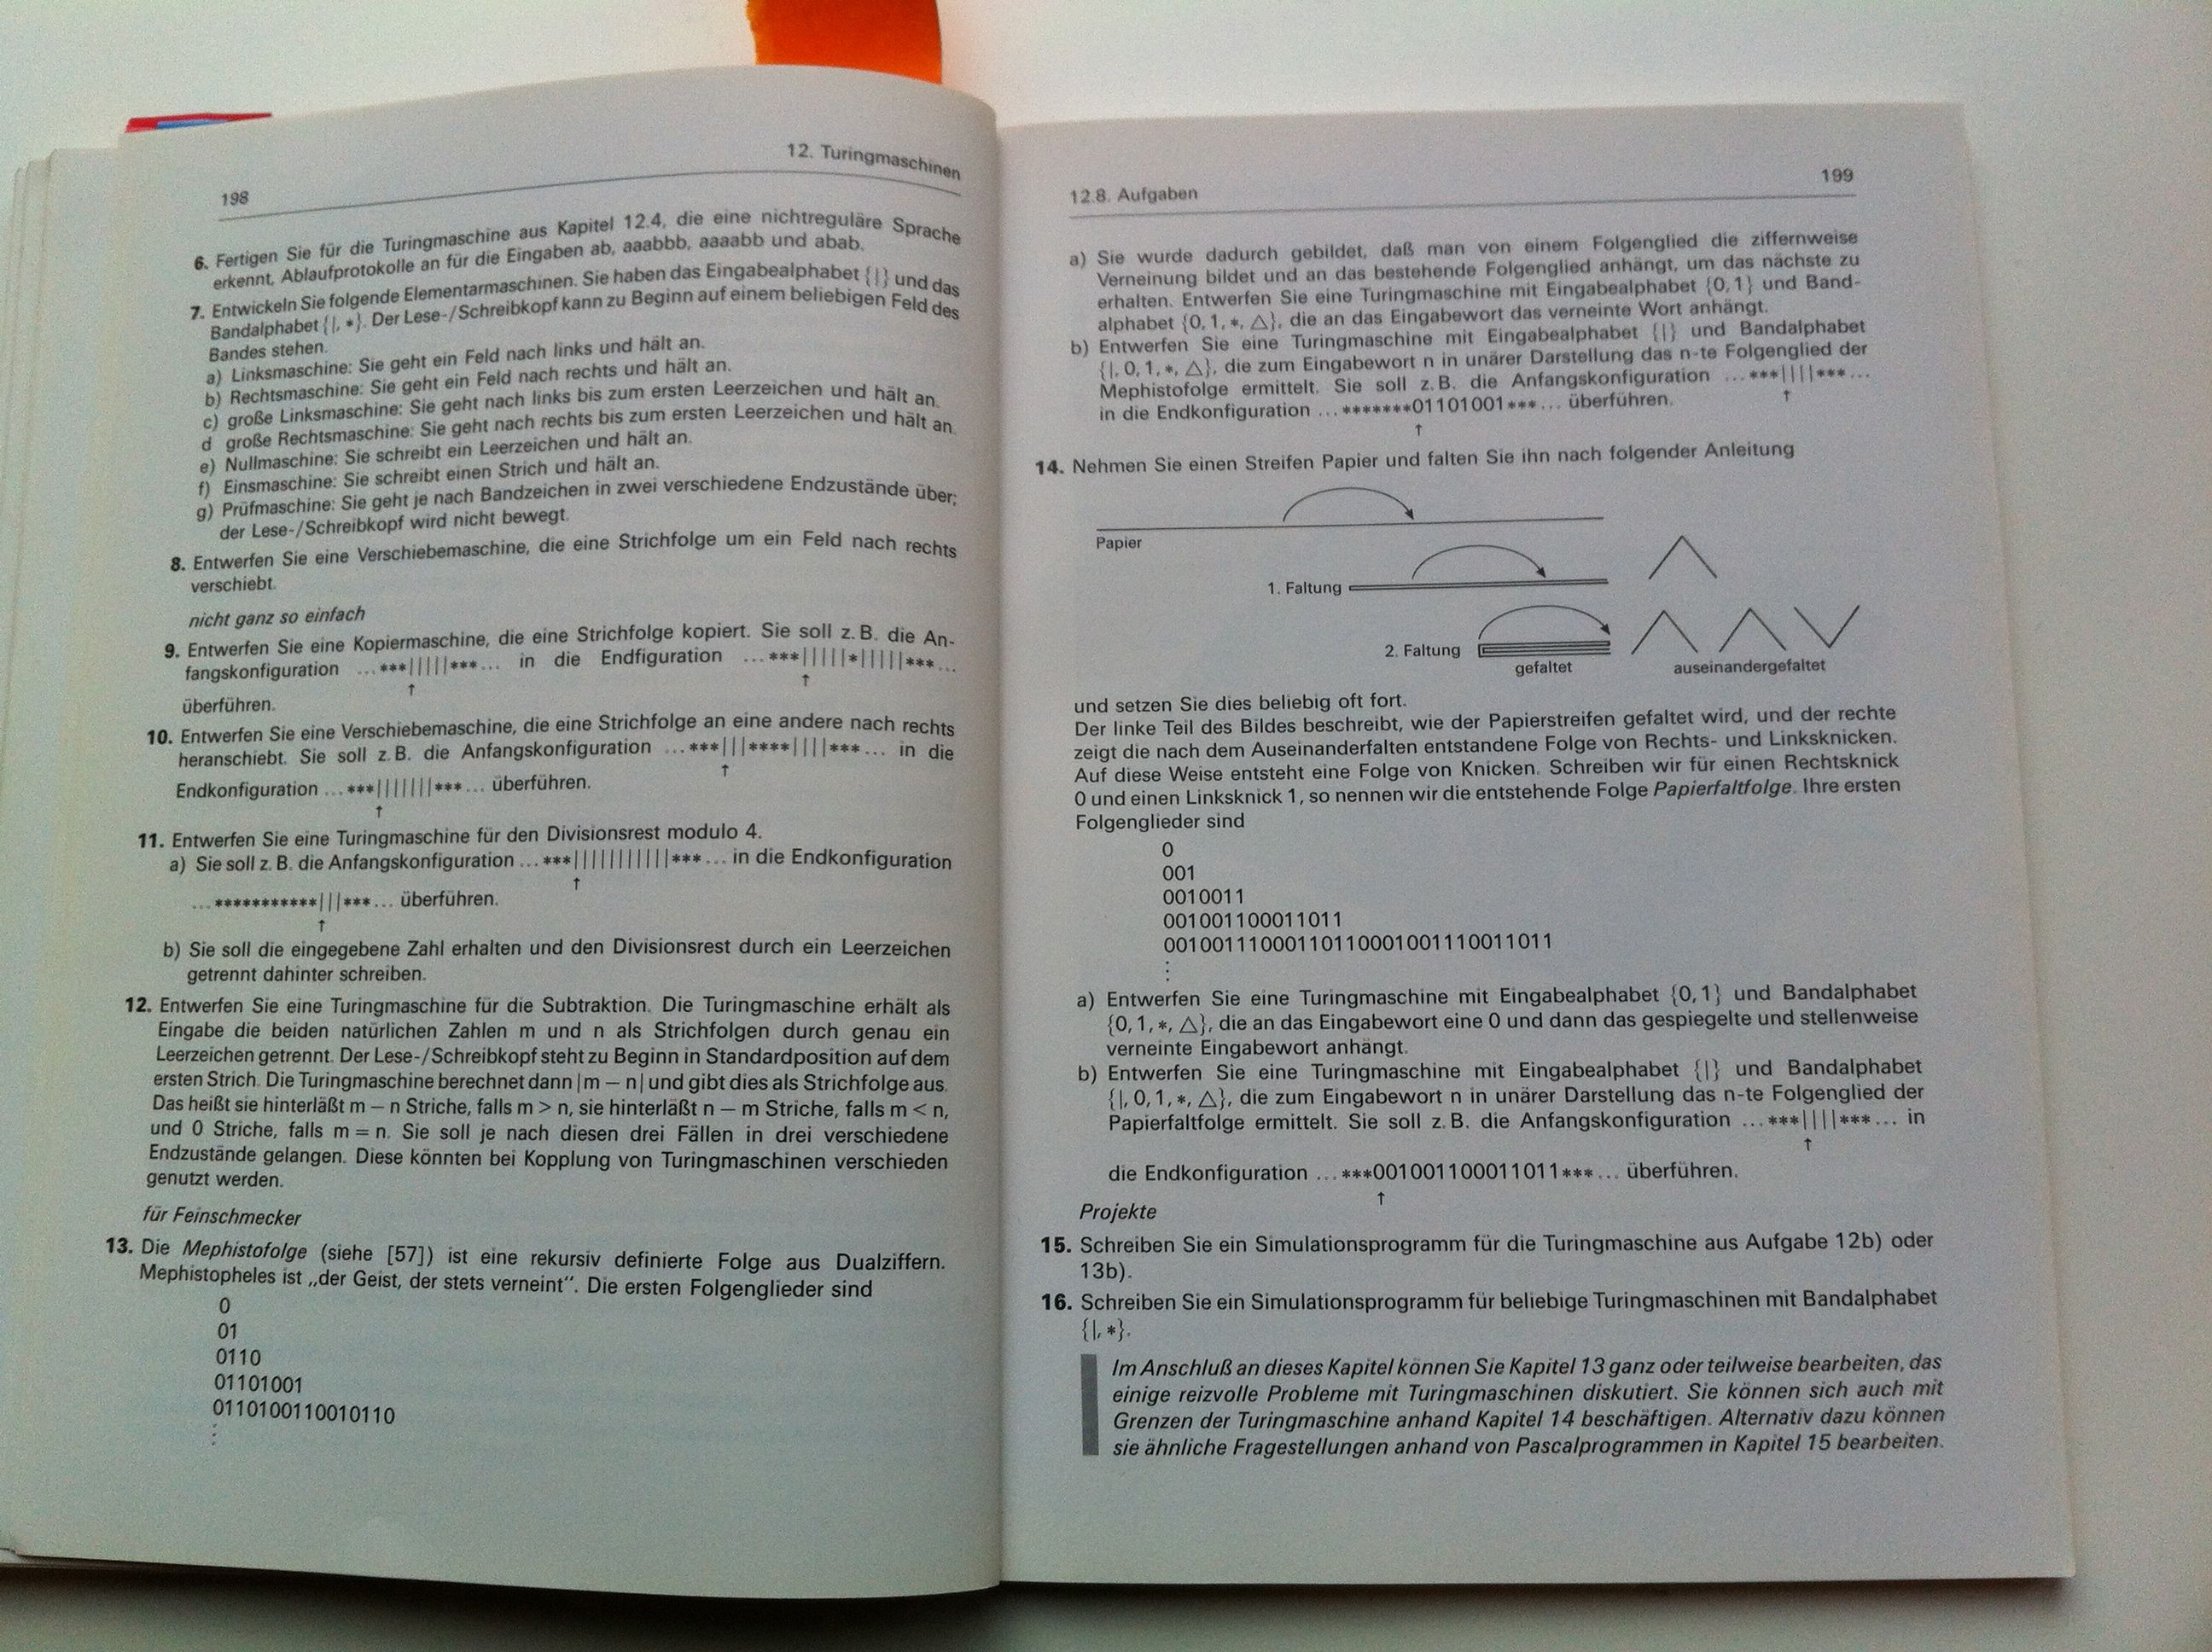 198
12. Turingmaschinen
6. Fertigen Sie für die Turingmaschine aus Kapitel 12.4, die eine nichtreguläre Sprache
erkennt, Ablaufprotokolle an für die Eingaben ab, aaabbb, aaaabb und abab.
7. Entwickeln Sie folgende Elementarmaschinen. Sie haben das Eingabealphabet {|} und das
Bandalphabet {|, *}. Der Lese-/Schreibkopf kann zu Beginn auf einem beliebigen Feld des
Bandes stehen.
a) Linksmaschine: Sie geht ein Feld nach links und hält an.
b) Rechtsmaschine: Sie geht ein Feld nach rechts und hält an.
c) große Linksmaschine: Sie geht nach links bis zum ersten Leerzeichen und hält an.
d große Rechtsmaschine: Sie geht nach rechts bis zum ersten Leerzeichen und hält an.
e) Nullmaschine: Sie schreibt ein Leerzeichen und hält an.
f) Einsmaschine: Sie schreibt einen Strich und hält an.
g) Prüfmaschine: Sie geht je nach Bandzeichen in zwei verschiedene Endzustände über;
der Lese-/Schreibkopf wird nicht bewegt.
8. Entwerfen Sie eine Verschiebemaschine, die eine Strichfolge um ein Feld nach rechts
verschiebt.
nicht ganz so einfach
9. Entwerfen Sie eine Kopiermaschine, die eine Strichfolge kopiert. Sie soll z. B. die An-
fangskonfiguration ...***|||||***... in die Endfiguration ...***|||||*|||||***...
↑ ↑
überführen.
10. Entwerfen Sie eine Verschiebemaschine, die eine Strichfolge an eine andere nach rechts
heranschiebt. Sie soll z. B. die Anfangskonfiguration ...***|||****||||***... in die
↑
Endkonfiguration ...***|||||||***... überführen.
↑
11. Entwerfen Sie eine Turingmaschine für den Divisionsrest modulo 4.
a) Sie soll z. B. die Anfangskonfiguration ...***|||||||||||***... in die Endkonfiguration
↑
...***********|||***... überführen.
↑
b) Sie soll die eingegebene Zahl erhalten und den Divisionsrest durch ein Leerzeichen
getrennt dahinter schreiben.
12. Entwerfen Sie eine Turingmaschine für die Subtraktion. Die Turingmaschine erhält als
Eingabe die beiden natürlichen Zahlen m und n als Strichfolgen durch genau ein
Leerzeichen getrennt. Der Lese-/Schreibkopf steht zu Beginn in Standardposition auf dem
ersten Strich. Die Turingmaschine berechnet dann |m − n| und gibt dies als Strichfolge aus.
Das heißt sie hinterläßt m − n Striche, falls m > n, sie hinterläßt n − m Striche, falls m < n,
und 0 Striche, falls m = n. Sie soll je nach diesen drei Fällen in drei verschiedene
Endzustände gelangen. Diese könnten bei Kopplung von Turingmaschinen verschieden
genutzt werden.
für Feinschmecker
13. Die Mephistofolge (siehe [57]) ist eine rekursiv definierte Folge aus Dualziffern.
Mephistopheles ist „der Geist, der stets verneint“. Die ersten Folgenglieder sind
0
01
0110
01101001
0110100110010110
⋮
12.8. Aufgaben
199
a) Sie wurde dadurch gebildet, daß man von einem Folgenglied die ziffernweise
Verneinung bildet und an das bestehende Folgenglied anhängt, um das nächste zu
erhalten. Entwerfen Sie eine Turingmaschine mit Eingabealphabet {0, 1} und Band-
alphabet {0, 1, *, △}, die an das Eingabewort das verneinte Wort anhängt.
b) Entwerfen Sie eine Turingmaschine mit Eingabealphabet {|} und Bandalphabet
{|, 0, 1, *, △}, die zum Eingabewort n in unärer Darstellung das n-te Folgenglied der
Mephistofolge ermittelt. Sie soll z. B. die Anfangskonfiguration ...***||||***...
↑
in die Endkonfiguration ...*******01101001***... überführen.
↑
14. Nehmen Sie einen Streifen Papier und falten Sie ihn nach folgender Anleitung
Papier
1. Faltung
2. Faltung
gefaltet
auseinandergefaltet
und setzen Sie dies beliebig oft fort.
Der linke Teil des Bildes beschreibt, wie der Papierstreifen gefaltet wird, und der rechte
zeigt die nach dem Auseinanderfalten entstandene Folge von Rechts- und Linksknicken.
Auf diese Weise entsteht eine Folge von Knicken. Schreiben wir für einen Rechtsknick
0 und einen Linksknick 1, so nennen wir die entstehende Folge Papierfaltfolge. Ihre ersten
Folgenglieder sind
0
001
0010011
001001100011011
00100111000110110001001110011011
⋮
a) Entwerfen Sie eine Turingmaschine mit Eingabealphabet {0, 1} und Bandalphabet
{0, 1, *, △}, die an das Eingabewort eine 0 und dann das gespiegelte und stellenweise
verneinte Eingabewort anhängt.
b) Entwerfen Sie eine Turingmaschine mit Eingabealphabet {|} und Bandalphabet
{|, 0, 1, *, △}, die zum Eingabewort n in unärer Darstellung das n-te Folgenglied der
Papierfaltfolge ermittelt. Sie soll z. B. die Anfangskonfiguration ...***||||***... in
↑
die Endkonfiguration ...***001001100011011***... überführen.
↑
Projekte
15. Schreiben Sie ein Simulationsprogramm für die Turingmaschine aus Aufgabe 12b) oder
13b).
16. Schreiben Sie ein Simulationsprogramm für beliebige Turingmaschinen mit Bandalphabet
{|, *}.
Im Anschluß an dieses Kapitel können Sie Kapitel 13 ganz oder teilweise bearbeiten, das
einige reizvolle Probleme mit Turingmaschinen diskutiert. Sie können sich auch mit
Grenzen der Turingmaschine anhand Kapitel 14 beschäftigen. Alternativ dazu können
sie ähnliche Fragestellungen anhand von Pascalprogrammen in Kapitel 15 bearbeiten.